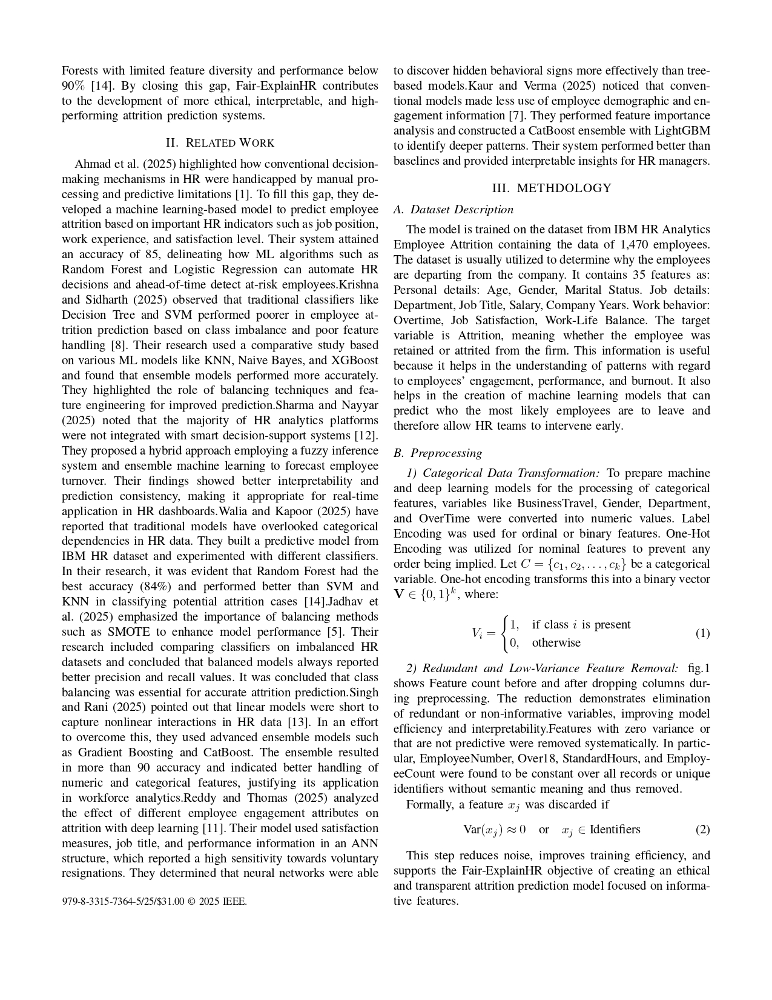 Forests with limited feature diversity and performance below
90% [14]. By closing this gap, Fair-ExplainHR contributes
to the development of more ethical, interpretable, and high-
performing attrition prediction systems.
II. RELATED WORK
Ahmad et al. (2025) highlighted how conventional decision-
making mechanisms in HR were handicapped by manual pro-
cessing and predictive limitations [1]. To fill this gap, they de-
veloped a machine learning-based model to predict employee
attrition based on important HR indicators such as job position,
work experience, and satisfaction level. Their system attained
an accuracy of 85, delineating how ML algorithms such as
Random Forest and Logistic Regression can automate HR
decisions and ahead-of-time detect at-risk employees.Krishna
and Sidharth (2025) observed that traditional classifiers like
Decision Tree and SVM performed poorer in employee at-
trition prediction based on class imbalance and poor feature
handling [8]. Their research used a comparative study based
on various ML models like KNN, Naive Bayes, and XGBoost
and found that ensemble models performed more accurately.
They highlighted the role of balancing techniques and fea-
ture engineering for improved prediction.Sharma and Nayyar
(2025) noted that the majority of HR analytics platforms
were not integrated with smart decision-support systems [12].
They proposed a hybrid approach employing a fuzzy inference
system and ensemble machine learning to forecast employee
turnover. Their findings showed better interpretability and
prediction consistency, making it appropriate for real-time
application in HR dashboards.Walia and Kapoor (2025) have
reported that traditional models have overlooked categorical
dependencies in HR data. They built a predictive model from
IBM HR dataset and experimented with different classifiers.
In their research, it was evident that Random Forest had the
best accuracy (84%) and performed better than SVM and
KNN in classifying potential attrition cases [14].Jadhav et
al. (2025) emphasized the importance of balancing methods
such as SMOTE to enhance model performance [5]. Their
research included comparing classifiers on imbalanced HR
datasets and concluded that balanced models always reported
better precision and recall values. It was concluded that class
balancing was essential for accurate attrition prediction.Singh
and Rani (2025) pointed out that linear models were short to
capture nonlinear interactions in HR data [13]. In an effort
to overcome this, they used advanced ensemble models such
as Gradient Boosting and CatBoost. The ensemble resulted
in more than 90 accuracy and indicated better handling of
numeric and categorical features, justifying its application
in workforce analytics.Reddy and Thomas (2025) analyzed
the effect of different employee engagement attributes on
attrition with deep learning [11]. Their model used satisfaction
measures, job title, and performance information in an ANN
structure, which reported a high sensitivity towards voluntary
resignations. They determined that neural networks were able
979-8-3315-7364-5/25/$31.00 © 2025 IEEE.
to discover hidden behavioral signs more effectively than tree-
based models.Kaur and Verma (2025) noticed that conven-
tional models made less use of employee demographic and en-
gagement information [7]. They performed feature importance
analysis and constructed a CatBoost ensemble with LightGBM
to identify deeper patterns. Their system performed better than
baselines and provided interpretable insights for HR managers.
III. METHDOLOGY
A. Dataset Description
The model is trained on the dataset from IBM HR Analytics
Employee Attrition containing the data of 1,470 employees.
The dataset is usually utilized to determine why the employees
are departing from the company. It contains 35 features as:
Personal details: Age, Gender, Marital Status. Job details:
Department, Job Title, Salary, Company Years. Work behavior:
Overtime, Job Satisfaction, Work-Life Balance. The target
variable is Attrition, meaning whether the employee was
retained or attrited from the firm. This information is useful
because it helps in the understanding of patterns with regard
to employees' engagement, performance, and burnout. It also
helps in the creation of machine learning models that can
predict who the most likely employees are to leave and
therefore allow HR teams to intervene early.
B. Preprocessing
1) Categorical Data Transformation: To prepare machine
and deep learning models for the processing of categorical
features, variables like BusinessTravel, Gender, Department,
and OverTime were converted into numeric values. Label
Encoding was used for ordinal or binary features. One-Hot
Encoding was utilized for nominal features to prevent any
order being implied. Let C = {c₁, c₂, . . . , cₖ} be a categorical
variable. One-hot encoding transforms this into a binary vector
V ∈ {0, 1}ᵏ, where:
Vᵢ = {1, if class i is present
0, otherwise (1)
2) Redundant and Low-Variance Feature Removal: fig.1
shows Feature count before and after dropping columns dur-
ing preprocessing. The reduction demonstrates elimination
of redundant or non-informative variables, improving model
efficiency and interpretability.Features with zero variance or
that are not predictive were removed systematically. In partic-
ular, EmployeeNumber, Over18, StandardHours, and Employ-
eeCount were found to be constant over all records or unique
identifiers without semantic meaning and thus removed.
Formally, a feature xⱼ was discarded if
Var(xⱼ) ≈ 0 or xⱼ ∈ Identifiers (2)
This step reduces noise, improves training efficiency, and
supports the Fair-ExplainHR objective of creating an ethical
and transparent attrition prediction model focused on informa-
tive features.